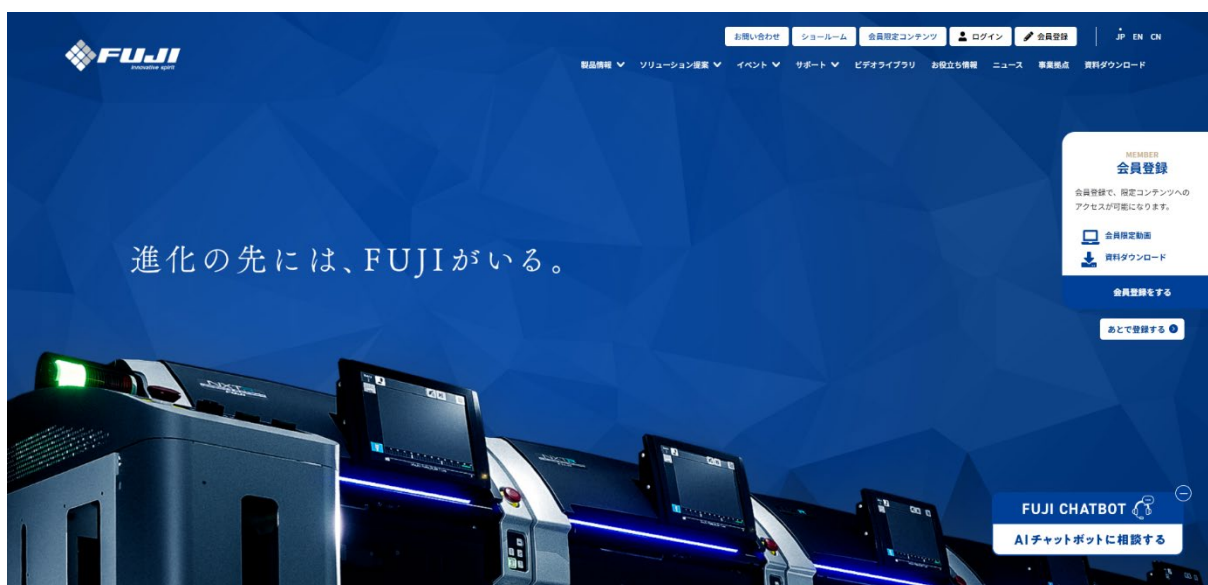 FUJI
innovative spirit
お問い合わせ
ショールーム
会員限定コンテンツ
ログイン
会員登録
JP EN CN
製品情報
ソリューション提案
イベント
サポート
ビデオライブラリ
お役立ち情報
ニュース
事業拠点
資料ダウンロード
MEMBER
会員登録
会員登録で、限定コンテンツへの
アクセスが可能になります。
会員限定動画
資料ダウンロード
会員登録をする
あとで登録する
進化の先には、FUJIがいる。
NXT
FUJI CHATBOT
AIチャットボットに相談する